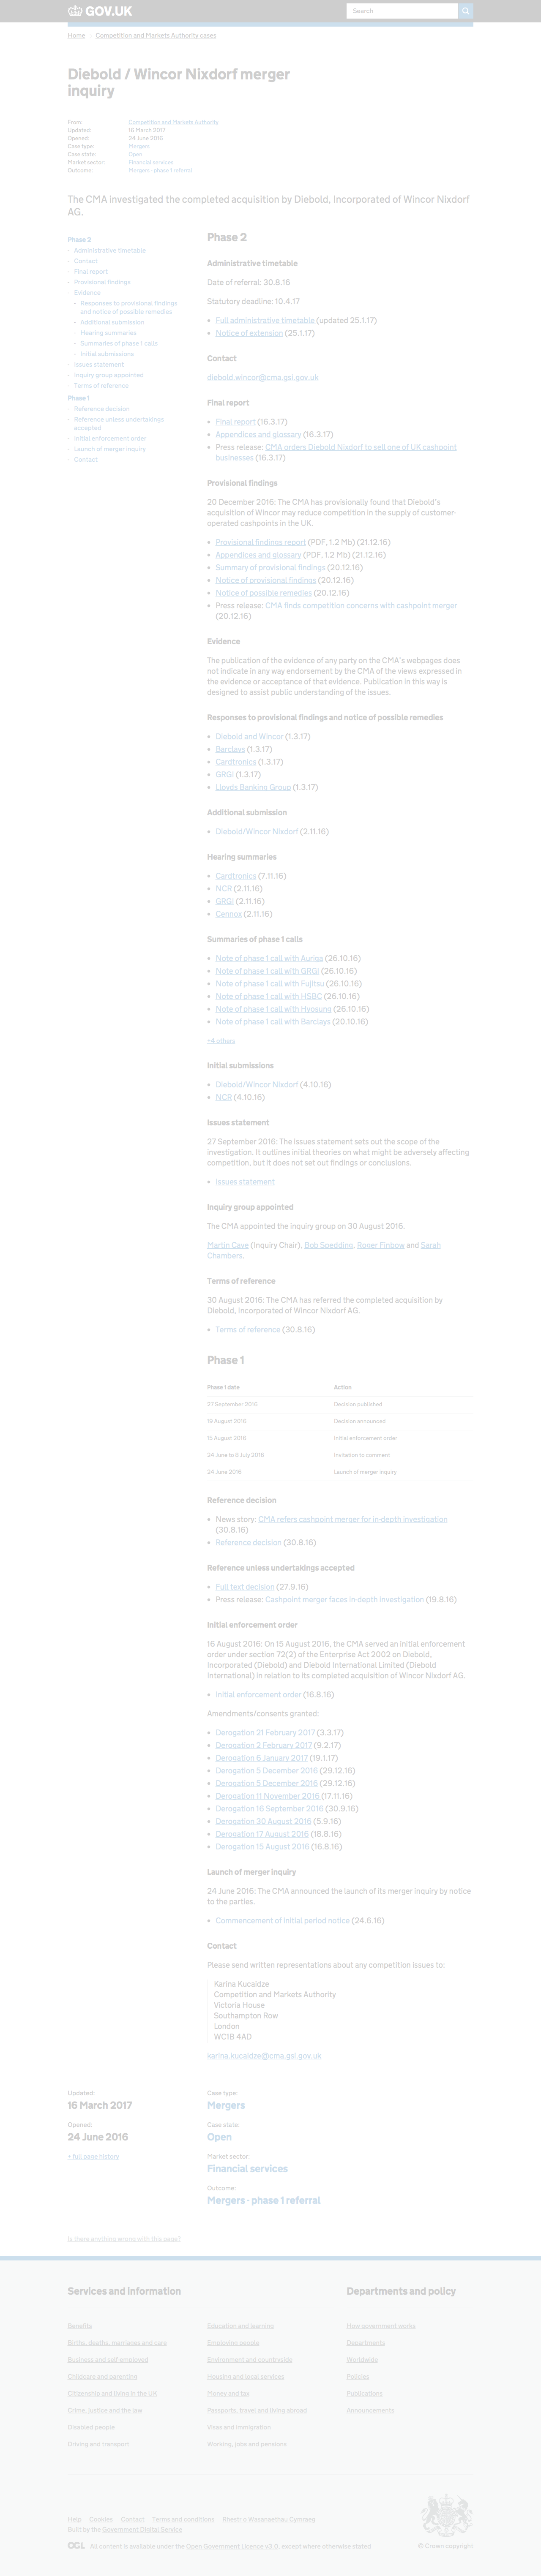 GOV.UK
Search
Home
Competition and Markets Authority cases
Diebold / Wincor Nixdorf merger
inquiry
From: Competition and Markets Authority
Updated: 16 March 2017
Opened: 24 June 2016
Case type: Mergers
Case state: Open
Market sector: Financial services
Outcome: Mergers - phase 1 referral
The CMA investigated the completed acquisition by Diebold, Incorporated of Wincor Nixdorf
AG.
Phase 2
Administrative timetable
Contact
Final report
Provisional findings
Evidence
Responses to provisional findings
and notice of possible remedies
Additional submission
Hearing summaries
Summaries of phase 1 calls
Initial submissions
Issues statement
Inquiry group appointed
Terms of reference
Phase 1
Reference decision
Reference unless undertakings
accepted
Initial enforcement order
Launch of merger inquiry
Contact
Phase 2
Administrative timetable
Date of referral: 30.8.16
Statutory deadline: 10.4.17
Full administrative timetable (updated 25.1.17)
Notice of extension (25.1.17)
Contact
diebold.wincor@cma.gsi.gov.uk
Final report
Final report (16.3.17)
Appendices and glossary (16.3.17)
Press release: CMA orders Diebold Nixdorf to sell one of UK cashpoint
businesses (16.3.17)
Provisional findings
20 December 2016: The CMA has provisionally found that Diebold's
acquisition of Wincor may reduce competition in the supply of customer-
operated cashpoints in the UK.
Provisional findings report (PDF, 1.2 Mb) (21.12.16)
Appendices and glossary (PDF, 1.2 Mb) (21.12.16)
Summary of provisional findings (20.12.16)
Notice of provisional findings (20.12.16)
Notice of possible remedies (20.12.16)
Press release: CMA finds competition concerns with cashpoint merger
(20.12.16)
Evidence
The publication of the evidence of any party on the CMA's webpages does
not indicate in any way endorsement by the CMA of the views expressed in
the evidence or acceptance of that evidence. Publication in this way is
designed to assist public understanding of the issues.
Responses to provisional findings and notice of possible remedies
Diebold and Wincor (1.3.17)
Barclays (1.3.17)
Cardtronics (1.3.17)
GRGI (1.3.17)
Lloyds Banking Group (1.3.17)
Additional submission
Diebold/Wincor Nixdorf (2.11.16)
Hearing summaries
Cardtronics (7.11.16)
NCR (2.11.16)
GRGI (2.11.16)
Cennox (2.11.16)
Summaries of phase 1 calls
Note of phase 1 call with Auriga (26.10.16)
Note of phase 1 call with GRGI (26.10.16)
Note of phase 1 call with Fujitsu (26.10.16)
Note of phase 1 call with HSBC (26.10.16)
Note of phase 1 call with Hyosung (26.10.16)
Note of phase 1 call with Barclays (20.10.16)
+4 others
Initial submissions
Diebold/Wincor Nixdorf (4.10.16)
NCR (4.10.16)
Issues statement
27 September 2016: The issues statement sets out the scope of the
investigation. It outlines initial theories on what might be adversely affecting
competition, but it does not set out findings or conclusions.
Issues statement
Inquiry group appointed
The CMA appointed the inquiry group on 30 August 2016.
Martin Cave (Inquiry Chair), Bob Spedding, Roger Finbow and Sarah
Chambers.
Terms of reference
30 August 2016: The CMA has referred the completed acquisition by
Diebold, Incorporated of Wincor Nixdorf AG.
Terms of reference (30.8.16)
Phase 1
Phase 1 date Action
27 September 2016 Decision published
19 August 2016 Decision announced
15 August 2016 Initial enforcement order
24 June to 8 July 2016 Invitation to comment
24 June 2016 Launch of merger inquiry
Reference decision
News story: CMA refers cashpoint merger for in-depth investigation
(30.8.16)
Reference decision (30.8.16)
Reference unless undertakings accepted
Full text decision (27.9.16)
Press release: Cashpoint merger faces in-depth investigation (19.8.16)
Initial enforcement order
16 August 2016: On 15 August 2016, the CMA served an initial enforcement
order under section 72(2) of the Enterprise Act 2002 on Diebold,
Incorporated (Diebold) and Diebold International Limited (Diebold
International) in relation to its completed acquisition of Wincor Nixdorf AG.
Initial enforcement order (16.8.16)
Amendments/consents granted:
Derogation 21 February 2017 (3.3.17)
Derogation 2 February 2017 (9.2.17)
Derogation 6 January 2017 (19.1.17)
Derogation 5 December 2016 (29.12.16)
Derogation 5 December 2016 (29.12.16)
Derogation 11 November 2016 (17.11.16)
Derogation 16 September 2016 (30.9.16)
Derogation 30 August 2016 (5.9.16)
Derogation 17 August 2016 (18.8.16)
Derogation 15 August 2016 (16.8.16)
Launch of merger inquiry
24 June 2016: The CMA announced the launch of its merger inquiry by notice
to the parties.
Commencement of initial period notice (24.6.16)
Contact
Please send written representations about any competition issues to:
Karina Kucaidze
Competition and Markets Authority
Victoria House
Southampton Row
London
WC1B 4AD
karina.kucaidze@cma.gsi.gov.uk
Updated:
16 March 2017
Opened:
24 June 2016
+ full page history
Case type:
Mergers
Case state:
Open
Market sector:
Financial services
Outcome:
Mergers - phase 1 referral
Is there anything wrong with this page?
Services and information
Benefits
Births, deaths, marriages and care
Business and self-employed
Childcare and parenting
Citizenship and living in the UK
Crime, justice and the law
Disabled people
Driving and transport
Education and learning
Employing people
Environment and countryside
Housing and local services
Money and tax
Passports, travel and living abroad
Visas and immigration
Working, jobs and pensions
Departments and policy
How government works
Departments
Worldwide
Policies
Publications
Announcements
Help Cookies Contact Terms and conditions Rhestr o Wasanaethau Cymraeg
Built by the Government Digital Service
OGL All content is available under the Open Government Licence v3.0, except where otherwise stated
© Crown copyright